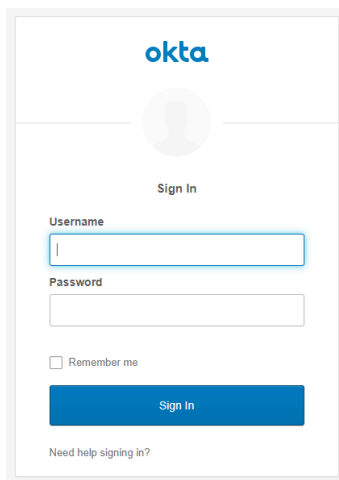 okta
Sign In
Username
Password
Remember me
Sign In
Need help signing in?